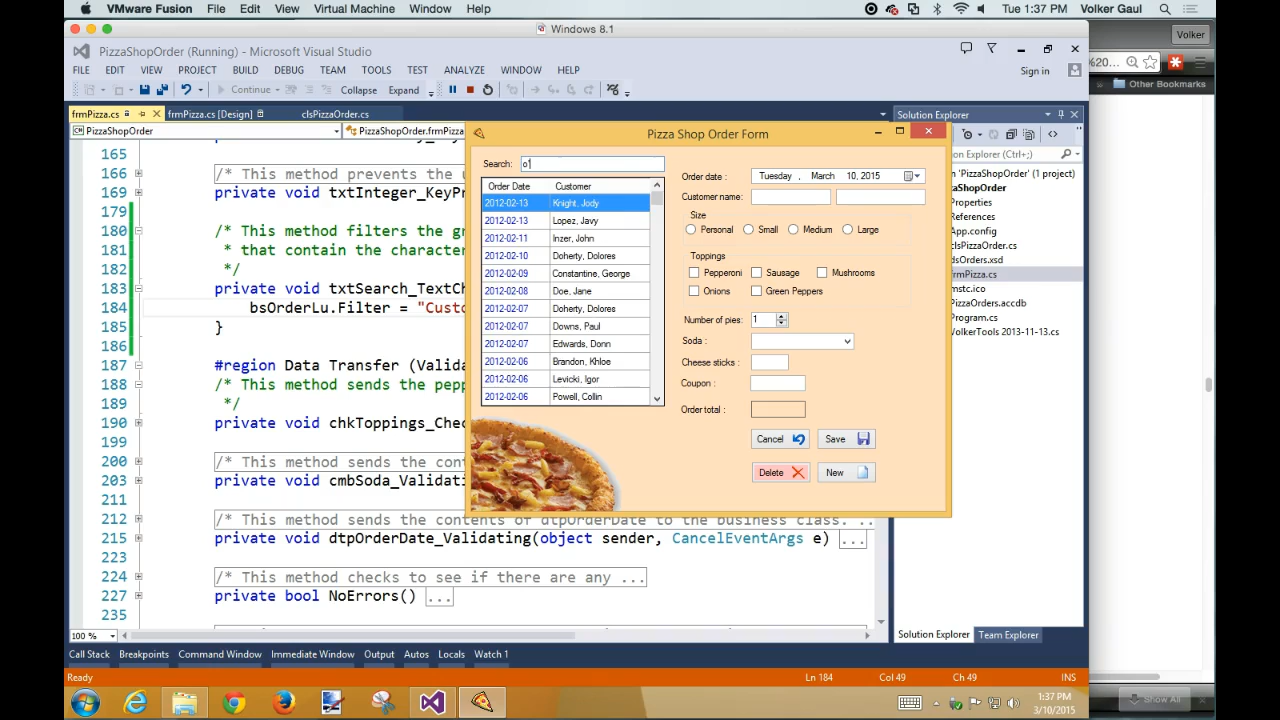 VMware Fusion File Edit View Virtual Machine Window Help Tue 1:37 PM Volker Gaul
Windows 8.1
Volker
PizzaShopOrder (Running) - Microsoft Visual Studio
FILE EDIT VIEW PROJECT BUILD DEBUG TEAM TOOLS TEST ANALYZE WINDOW HELP
Sign in
%20...
Other Bookmarks
Continue Collapse Expand
frmPizza.cs frmPizza.cs [Design] clsPizzaOrder.cs
Solution Explorer
PizzaShopOrder PizzaShopOrder.frmPizza
Pizza Shop Order Form
Search: o
Order Date Customer
2012-02-13 Knight, Jody
2012-02-13 Lopez, Javy
2012-02-11 Inzer, John
2012-02-10 Doherty, Dolores
2012-02-09 Constantine, George
2012-02-08 Doe, Jane
2012-02-07 Doherty, Dolores
2012-02-07 Downs, Paul
2012-02-07 Edwards, Donn
2012-02-06 Brandon, Khloe
2012-02-06 Levicki, Igor
2012-02-06 Powell, Collin
Order date : Tuesday , March 10, 2015
Customer name:
Size
Personal Small Medium Large
Toppings
Pepperoni Sausage Mushrooms
Onions Green Peppers
Number of pies: 1
Soda :
Cheese sticks :
Coupon :
Order total :
Cancel Save
Delete New
165
166 /* This method prevents the u
169 private void txtInteger_KeyPr
179
180 /* This method filters the gr
181 * that contain the character
182 */
183 private void txtSearch_TextCh
184 bsOrderLu.Filter = "Custo
185 }
186
187 #region Data Transfer (Valida
188 /* This method sends the pepp
189 */
190 private void chkToppings_Chec
200 /* This method sends the cont
203 private void cmbSoda_Validati
211
212 /* This method sends the contents of dtpOrderDate to the business class. ...
215 private void dtpOrderDate_Validating(object sender, CancelEventArgs e) ...
223
224 /* This method checks to see if there are any ...
227 private bool NoErrors() ...
235
100 %
Explorer (Ctrl+;)
'PizzaShopOrder' (1 project)
zzaShopOrder
Properties
References
App.config
clsPizzaOrder.cs
dsOrders.xsd
frmPizza.cs
mstc.ico
PizzaOrders.accdb
Program.cs
VolkerTools 2013-11-13.cs
Solution Explorer Team Explorer
Call Stack Breakpoints Command Window Immediate Window Output Autos Locals Watch 1
Ready Ln 184 Col 49 Ch 49 INS
Show All
1:37 PM
3/10/2015